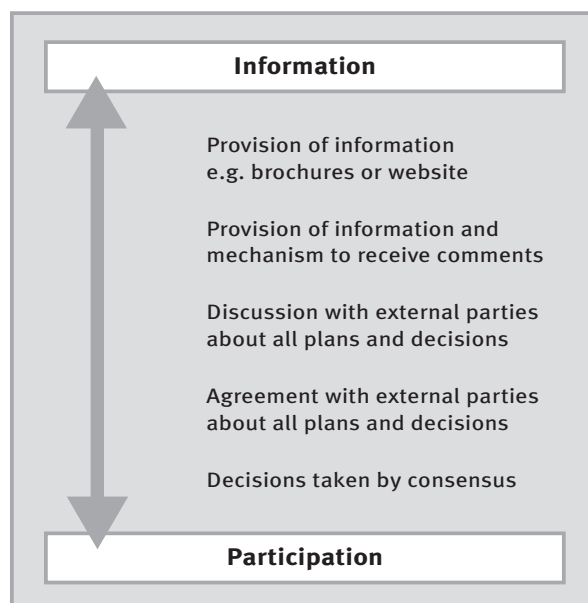 Information
Provision of information
e.g. brochures or website
Provision of information and
mechanism to receive comments
Discussion with external parties
about all plans and decisions
Agreement with external parties
about all plans and decisions
Decisions taken by consensus
Participation